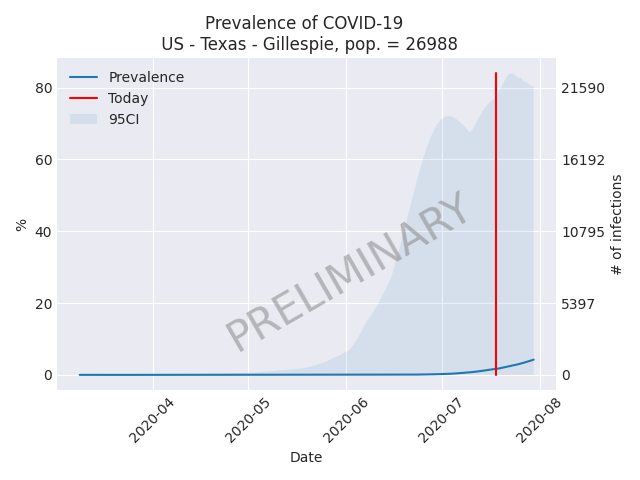 Prevalence of COVID-19
US - Texas - Gillespie, pop. = 26988
Prevalence
Today
95CI
80
60
40
20
0
%
21590
16192
10795
5397
0
# of infections
PRELIMINARY
2020-04
2020-05
2020-06
2020-07
2020-08
Date